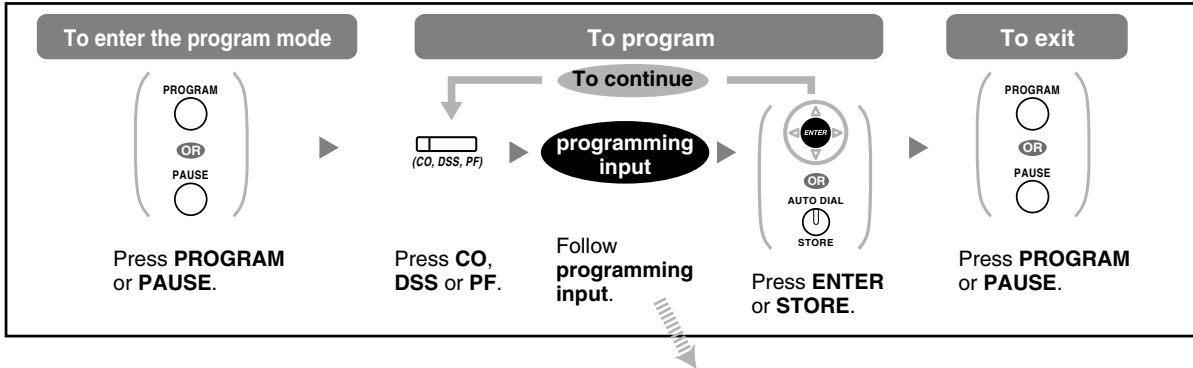 To enter the program mode
To program
To exit
To continue
PROGRAM
OR
PAUSE
(CO, DSS, PF)
programming
input
ENTER
OR
AUTO DIAL
STORE
PROGRAM
OR
PAUSE
Press PROGRAM
or PAUSE.
Press CO,
DSS or PF.
Follow
programming
input.
Press ENTER
or STORE.
Press PROGRAM
or PAUSE.